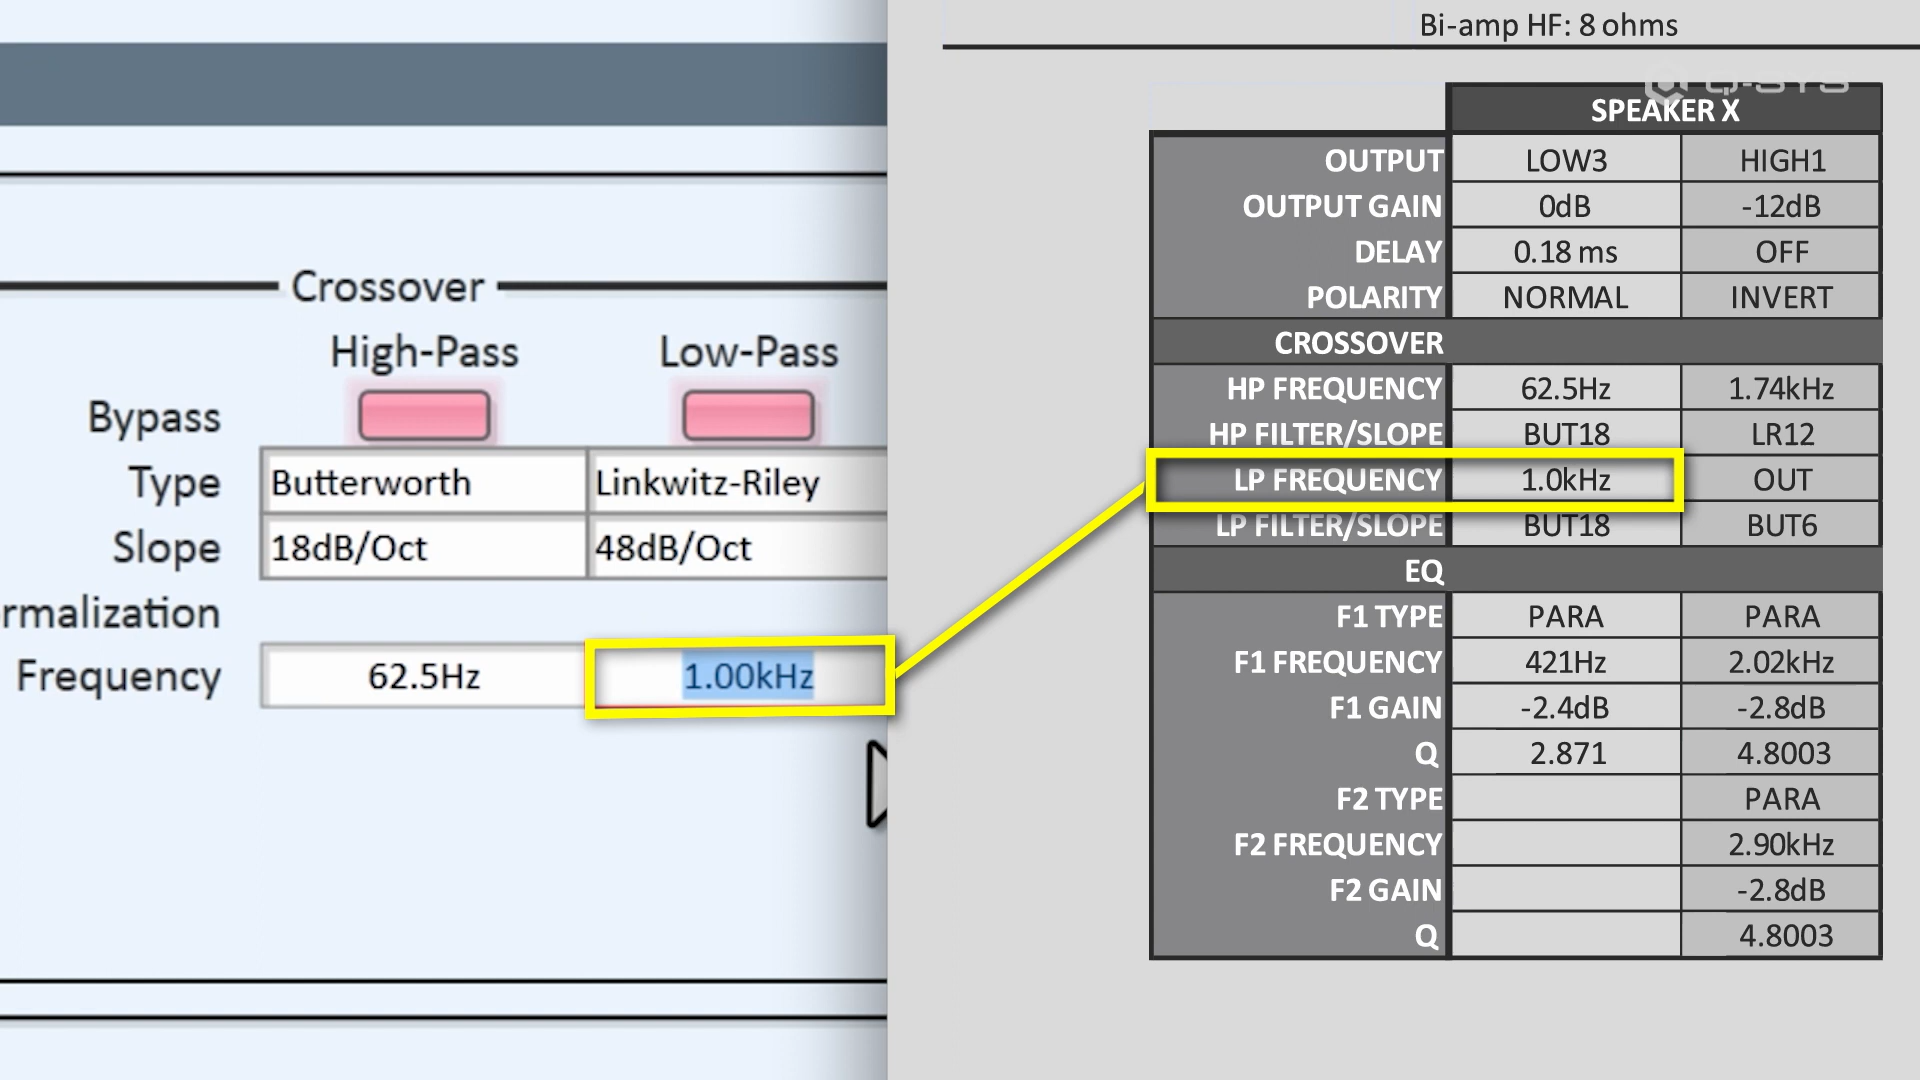 Crossover
High-Pass Low-Pass
Bypass
Type Butterworth Linkwitz-Riley
Slope 18dB/Oct 48dB/Oct
rmalization
Frequency 62.5Hz 1.00kHz
Bi-amp HF: 8 ohms
Q-SYS
SPEAKER X
OUTPUT LOW3 HIGH1
OUTPUT GAIN 0dB -12dB
DELAY 0.18 ms OFF
POLARITY NORMAL INVERT
CROSSOVER
HP FREQUENCY 62.5Hz 1.74kHz
HP FILTER/SLOPE BUT18 LR12
LP FREQUENCY 1.0kHz OUT
LP FILTER/SLOPE BUT18 BUT6
EQ
F1 TYPE PARA PARA
F1 FREQUENCY 421Hz 2.02kHz
F1 GAIN -2.4dB -2.8dB
Q 2.871 4.8003
F2 TYPE PARA
F2 FREQUENCY 2.90kHz
F2 GAIN -2.8dB
Q 4.8003